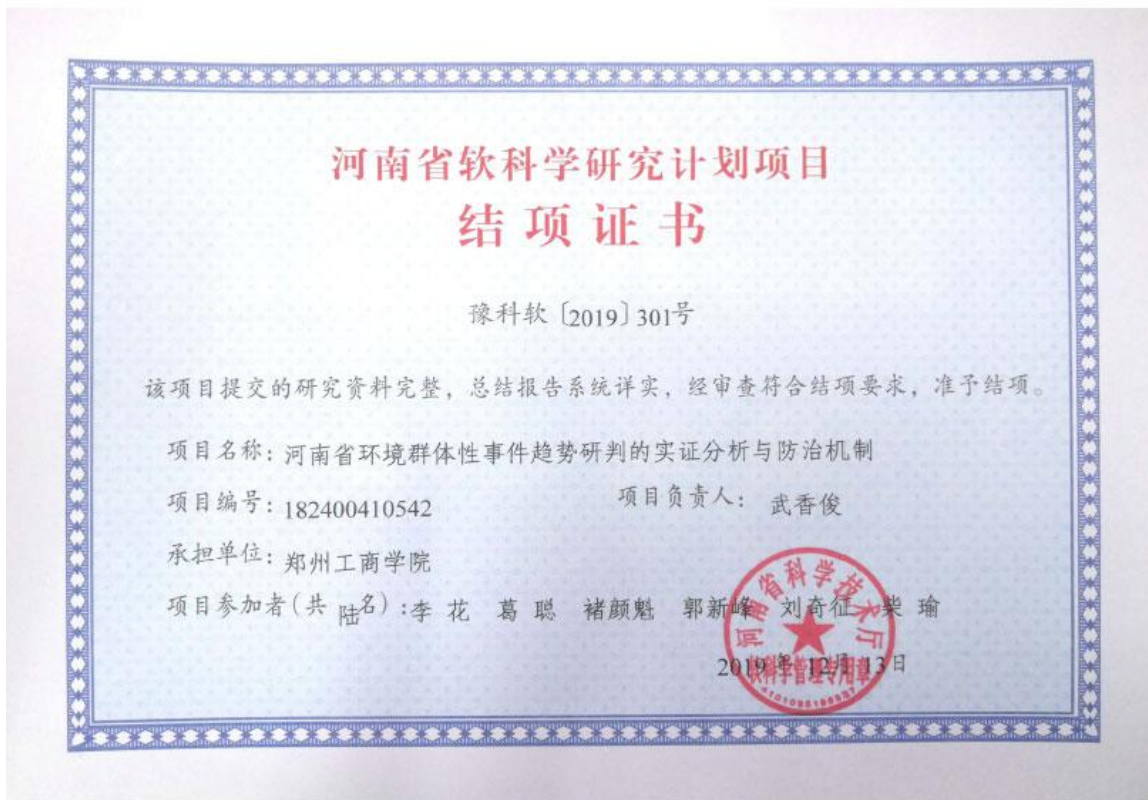 河南省软科学研究计划项目
结项证书
豫科软〔2019〕301号
该项目提交的研究资料完整，总结报告系统详实，经审查符合结项要求，准予结项。
项目名称：河南省环境群体性事件趋势研判的实证分析与防治机制
项目编号：182400410542 项目负责人：武香俊
承担单位：郑州工商学院
项目参加者（共陆名）：李花 葛聪 褚颜魁 郭新峰 刘奇征 柴瑜
2019年12月13日
河南省科学技术厅
软科学管理专用章